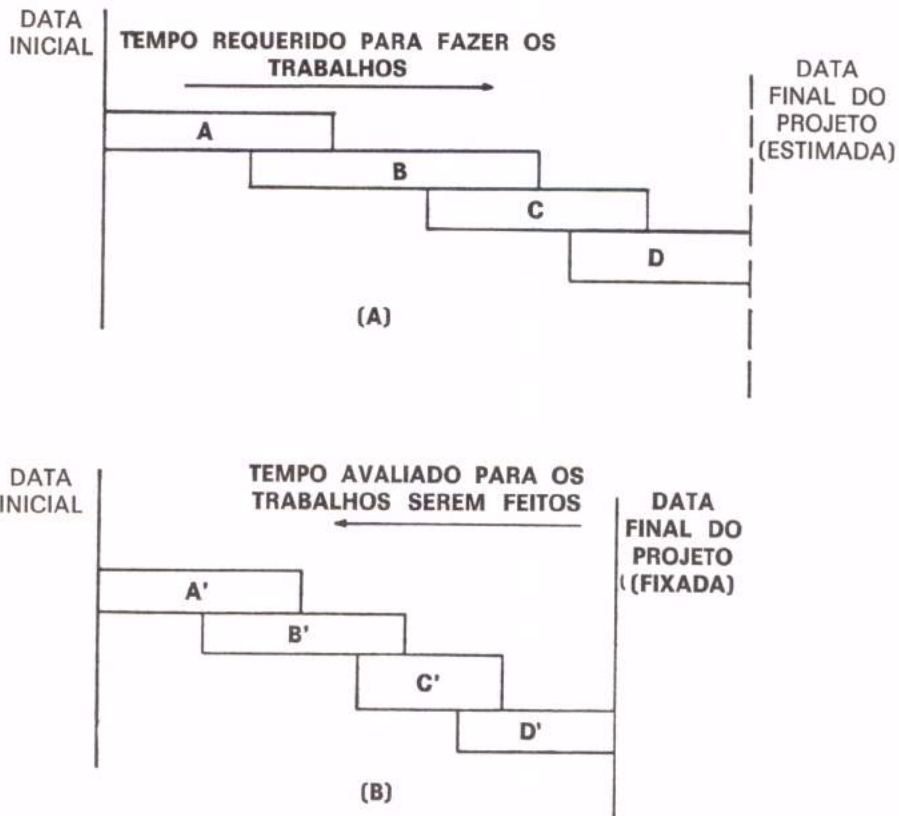 DATA
INICIAL
TEMPO REQUERIDO PARA FAZER OS
TRABALHOS
DATA
FINAL DO
PROJETO
(ESTIMADA)
A
B
C
D
(A)
DATA
INICIAL
TEMPO AVALIADO PARA OS
TRABALHOS SEREM FEITOS
DATA
FINAL DO
PROJETO
(FIXADA)
A'
B'
C'
D'
(B)